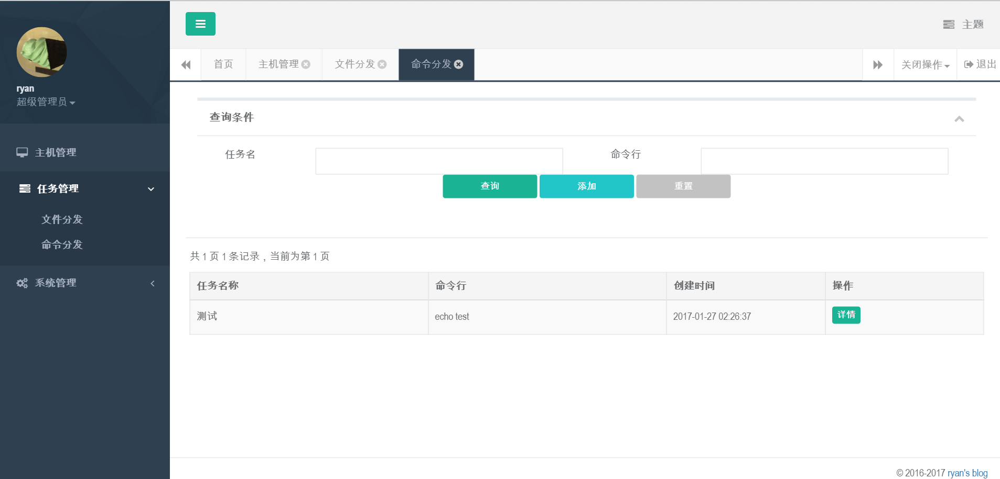 主题
首页
主机管理
文件分发
命令分发
关闭操作
退出
ryan
超级管理员
主机管理
任务管理
文件分发
命令分发
系统管理
查询条件
任务名
命令行
查询
添加
重置
共 1 页 1 条记录，当前为第 1 页
任务名称 命令行 创建时间 操作
测试 echo test 2017-01-27 02:26:37 详情
© 2016-2017 ryan's blog